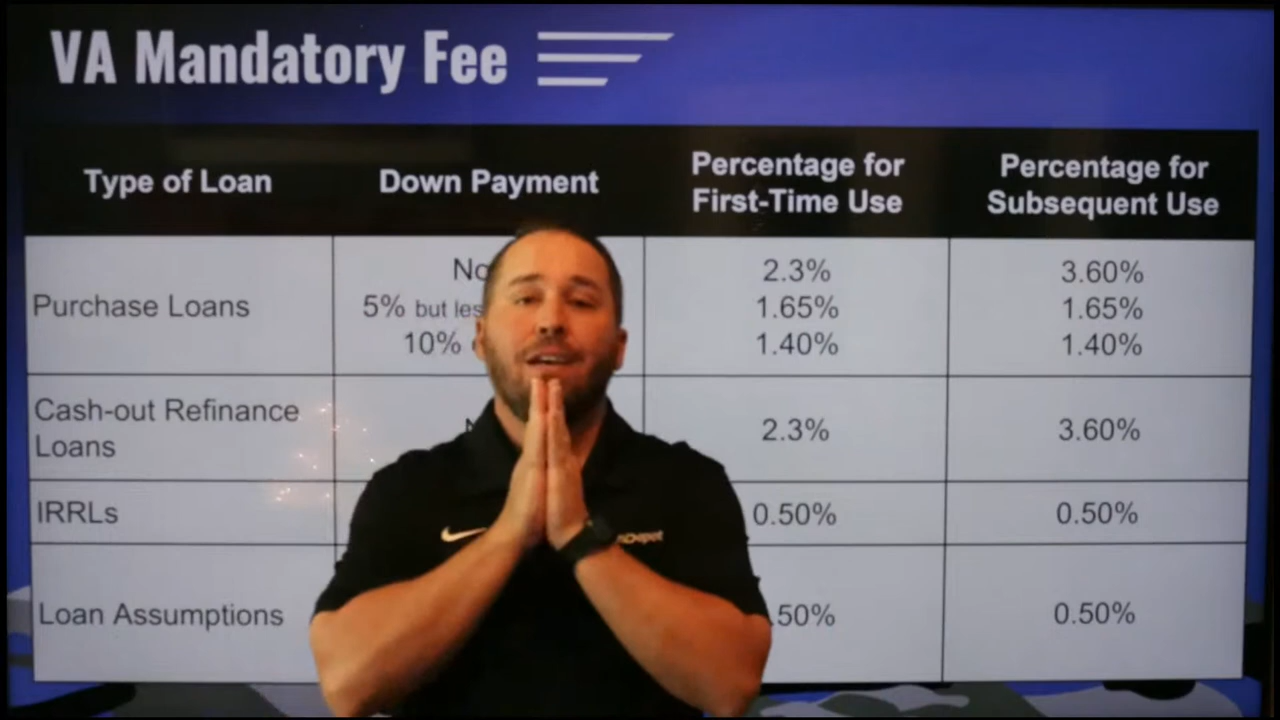 VA Mandatory Fee
Type of Loan
Down Payment
Percentage for
First-Time Use
Percentage for
Subsequent Use
Purchase Loans
5% but
10%
2.3%
1.65%
1.40%
3.60%
1.65%
1.40%
Cash-out Refinance
Loans
2.3%
3.60%
IRRLs
0.50%
0.50%
Loan Assumptions
.50%
0.50%